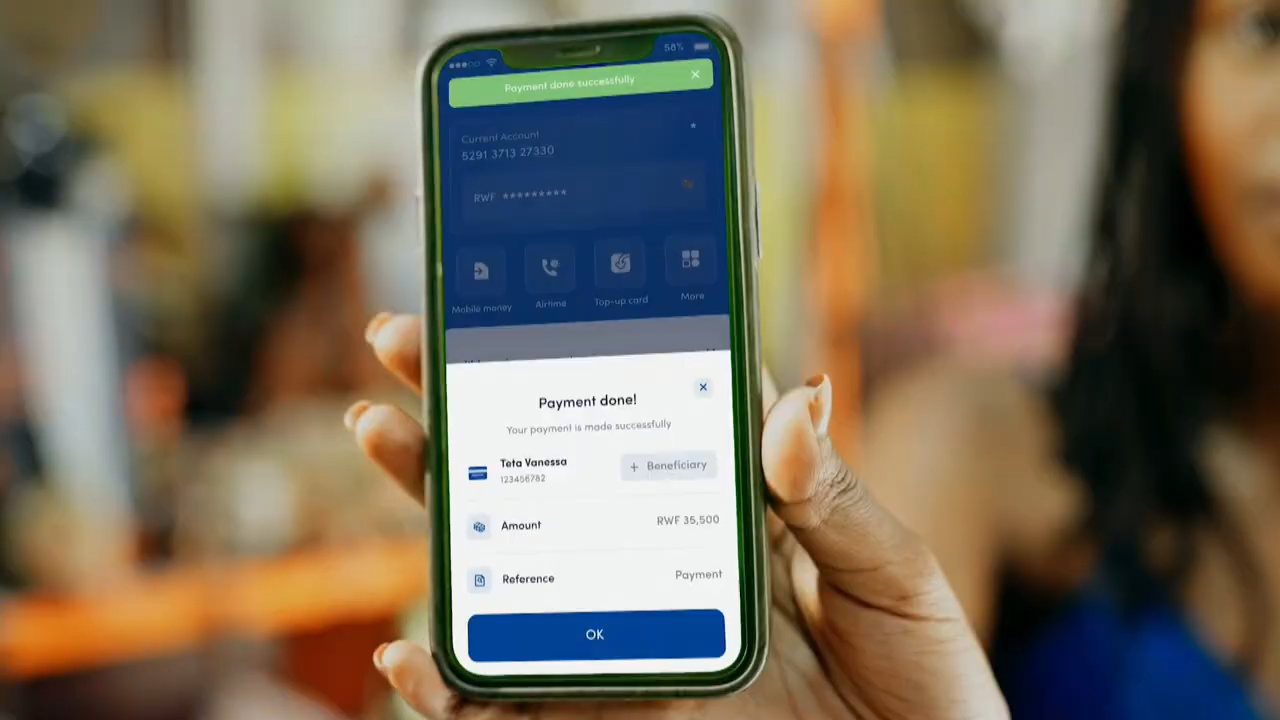 58%
Payment done successfully
Current Account
5291 3713 27330
RWF *********
Mobile money
Airtime
Top-up card
More
Payment done!
Your payment is made successfully
Teta Vanessa
123456782
+ Beneficiary
Amount
RWF 35,500
Reference
Payment
OK